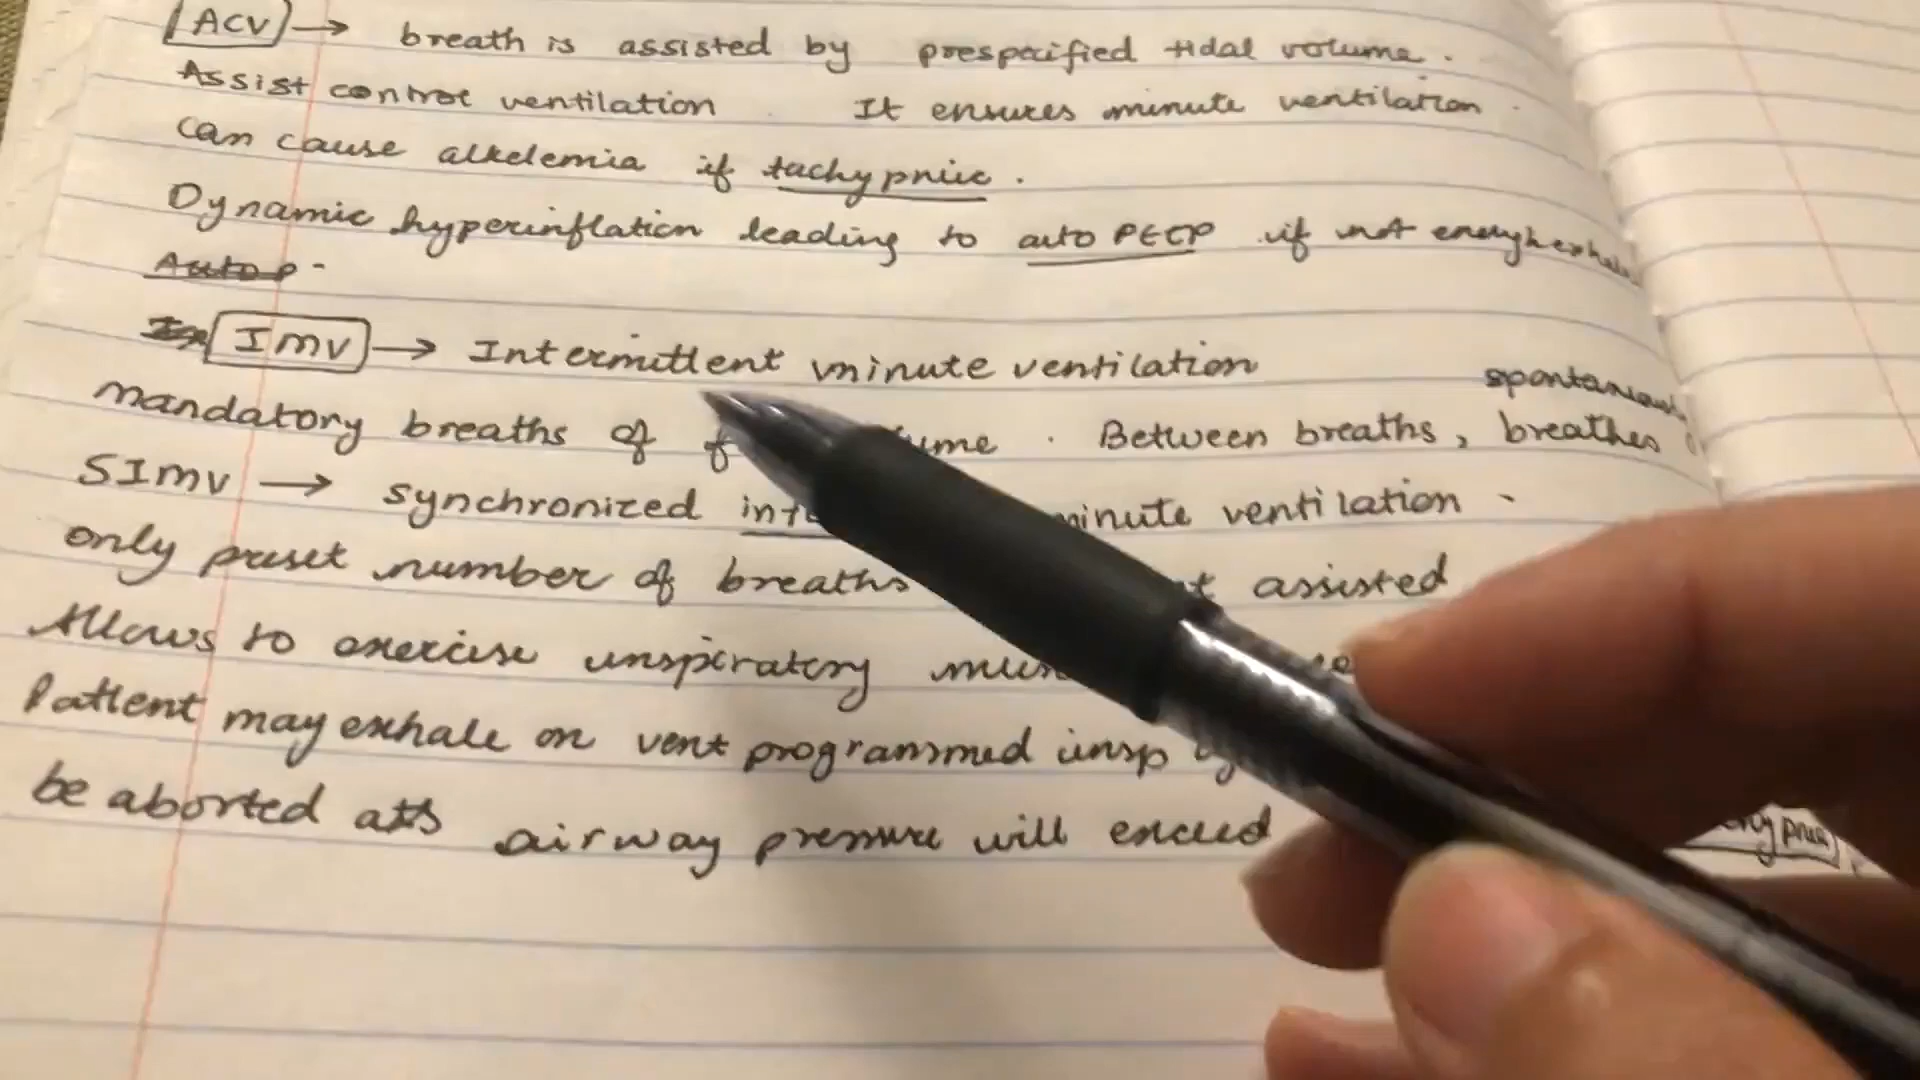 ACV → breath is assisted by prespecified tidal volume.
Assist control ventilation It ensures minute ventilation.
can cause alkelemia if tachypnic.
Dynamic hyperinflation leading to auto PEEP if not enough exhale
Auto p
IMV → Intermittent minute ventilation
spontaneously
mandatory breaths of Between breaths, breathes
SIMV → synchronized minute ventilation.
only preset number of breaths assisted
Allows to exercise inspiratory
Patient may exhale on vent programmed insp
be aborted as airway pressure will exceed